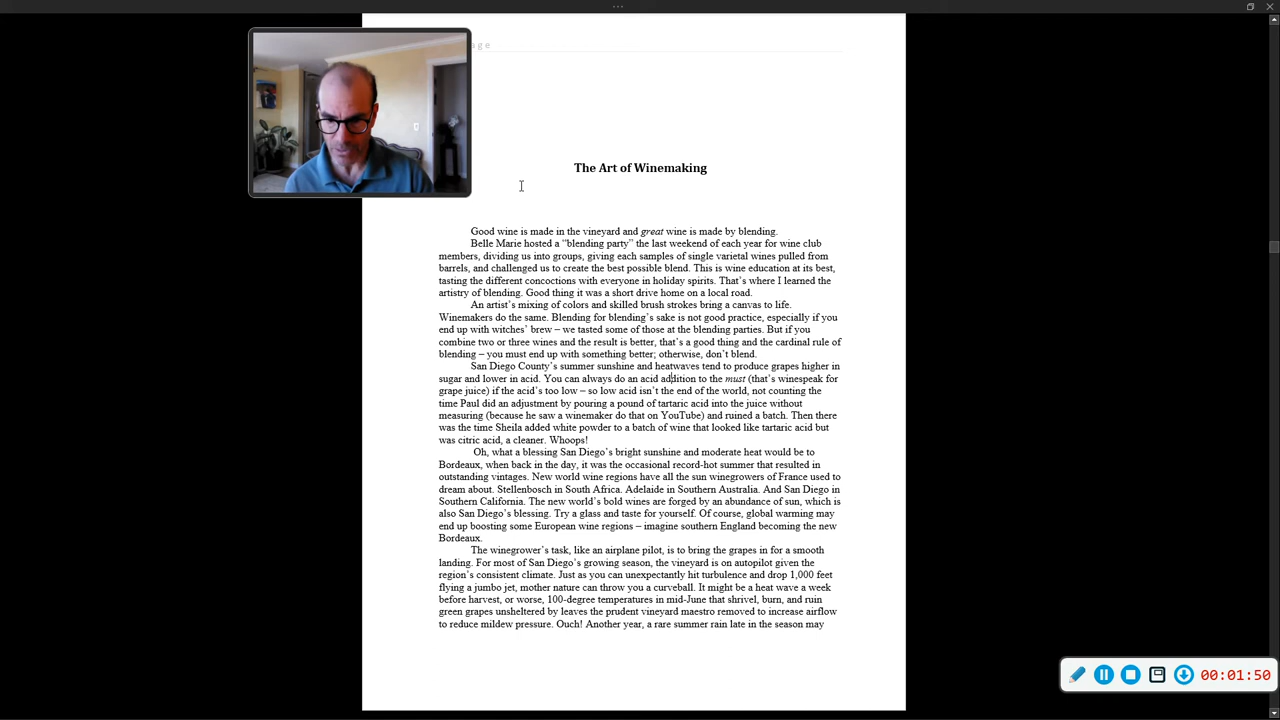 age
The Art of Winemaking
Good wine is made in the vineyard and great wine is made by blending.
Belle Marie hosted a “blending party” the last weekend of each year for wine club
members, dividing us into groups, giving each samples of single varietal wines pulled from
barrels, and challenged us to create the best possible blend. This is wine education at its best,
tasting the different concoctions with everyone in holiday spirits. That’s where I learned the
artistry of blending. Good thing it was a short drive home on a local road.
An artist’s mixing of colors and skilled brush strokes bring a canvas to life.
Winemakers do the same. Blending for blending’s sake is not good practice, especially if you
end up with witches’ brew – we tasted some of those at the blending parties. But if you
combine two or three wines and the result is better, that’s a good thing and the cardinal rule of
blending – you must end up with something better; otherwise, don’t blend.
San Diego County’s summer sunshine and heatwaves tend to produce grapes higher in
sugar and lower in acid. You can always do an acid addition to the must (that’s winespeak for
grape juice) if the acid’s too low – so low acid isn’t the end of the world, not counting the
time Paul did an adjustment by pouring a pound of tartaric acid into the juice without
measuring (because he saw a winemaker do that on YouTube) and ruined a batch. Then there
was the time Sheila added white powder to a batch of wine that looked like tartaric acid but
was citric acid, a cleaner. Whoops!
Oh, what a blessing San Diego’s bright sunshine and moderate heat would be to
Bordeaux, when back in the day, it was the occasional record-hot summer that resulted in
outstanding vintages. New world wine regions have all the sun winegrowers of France used to
dream about. Stellenbosch in South Africa. Adelaide in Southern Australia. And San Diego in
Southern California. The new world’s bold wines are forged by an abundance of sun, which is
also San Diego’s blessing. Try a glass and taste for yourself. Of course, global warming may
end up boosting some European wine regions – imagine southern England becoming the new
Bordeaux.
The winegrower’s task, like an airplane pilot, is to bring the grapes in for a smooth
landing. For most of San Diego’s growing season, the vineyard is on autopilot given the
region’s consistent climate. Just as you can unexpectantly hit turbulence and drop 1,000 feet
flying a jumbo jet, mother nature can throw you a curveball. It might be a heat wave a week
before harvest, or worse, 100-degree temperatures in mid-June that shrivel, burn, and ruin
green grapes unsheltered by leaves the prudent vineyard maestro removed to increase airflow
to reduce mildew pressure. Ouch! Another year, a rare summer rain late in the season may
00:01:50